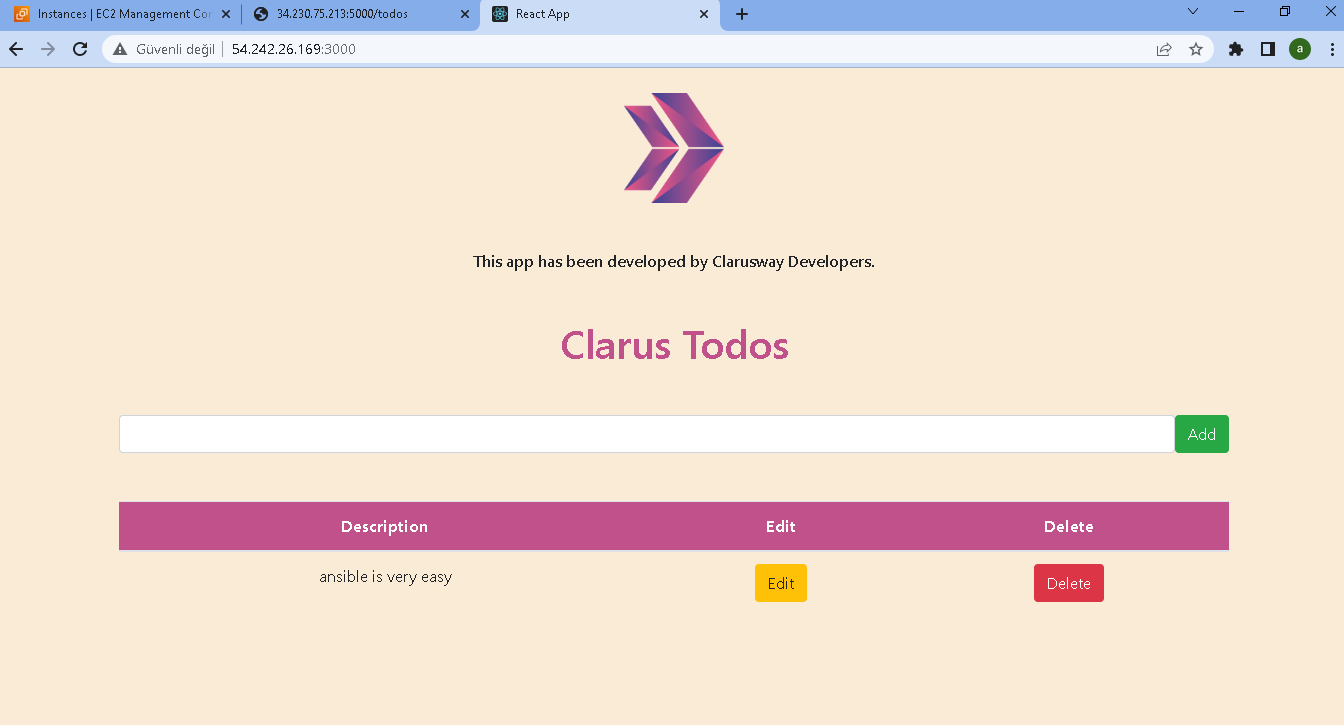 Instances | EC2 Management Con
34.230.75.213:5000/todos
React App
Güvenli değil
54.242.26.169:3000
a
This app has been developed by Clarusway Developers.
Clarus Todos
Add
Description Edit Delete
ansible is very easy Edit Delete